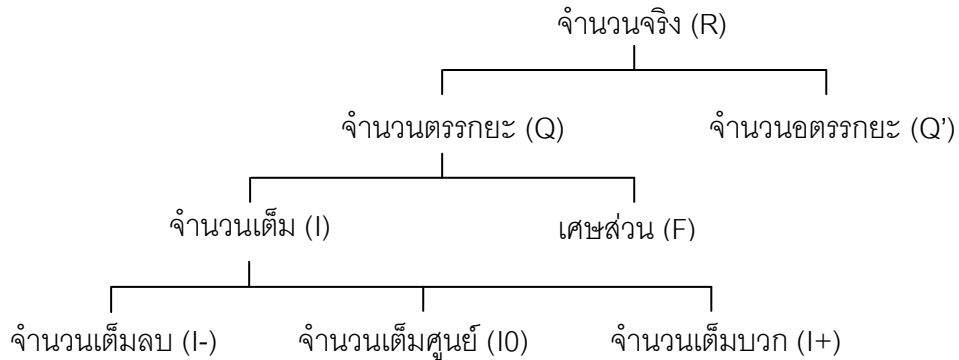 จำนวนจริง (R)
จำนวนตรรกยะ (Q) จำนวนอตรรกยะ (Q')
จำนวนเต็ม (I) เศษส่วน (F)
จำนวนเต็มลบ (I-) จำนวนเต็มศูนย์ (I0) จำนวนเต็มบวก (I+)